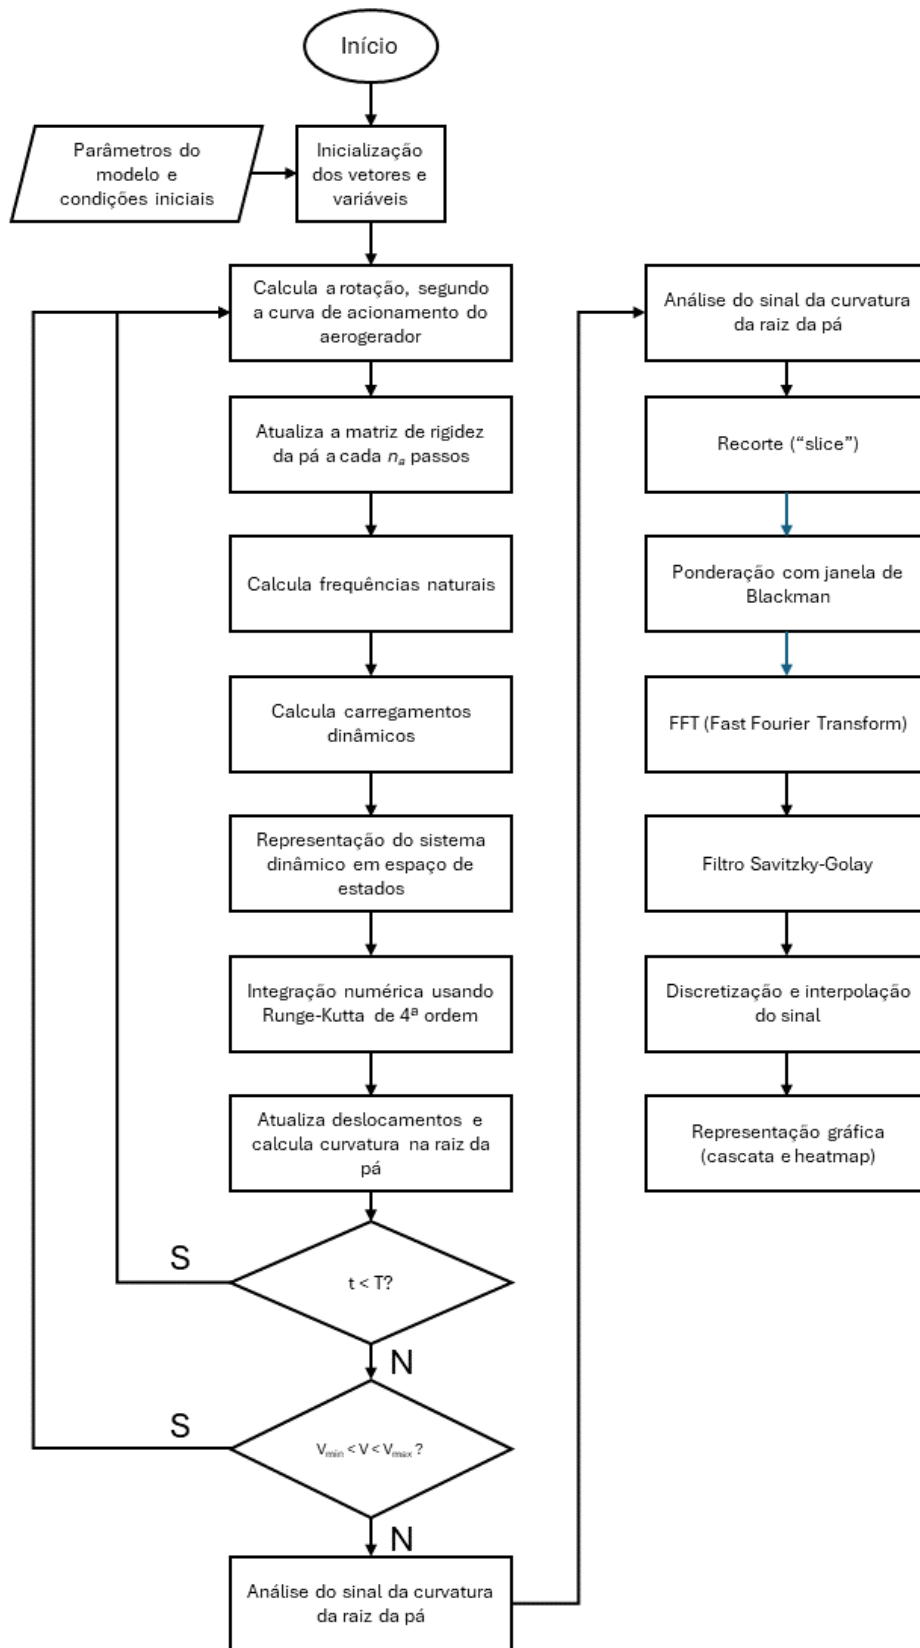 Início
Parâmetros do
modelo e
condições iniciais
Inicialização
dos vetores e
variáveis
Calcula a rotação, segundo
a curva de acionamento do
aerogerador
Atualiza a matriz de rigidez
da pá a cada nₐ passos
Calcula frequências naturais
Calcula carregamentos
dinâmicos
Representação do sistema
dinâmico em espaço de
estados
Integração numérica usando
Runge-Kutta de 4ª ordem
Atualiza deslocamentos e
calcula curvatura na raiz da
pá
t < T?
S
N
Vmin < V < Vmax ?
S
N
Análise do sinal da curvatura
da raiz da pá
Análise do sinal da curvatura
da raiz da pá
Recorte (“slice”)
Ponderação com janela de
Blackman
FFT (Fast Fourier Transform)
Filtro Savitzky-Golay
Discretização e interpolação
do sinal
Representação gráfica
(cascata e heatmap)